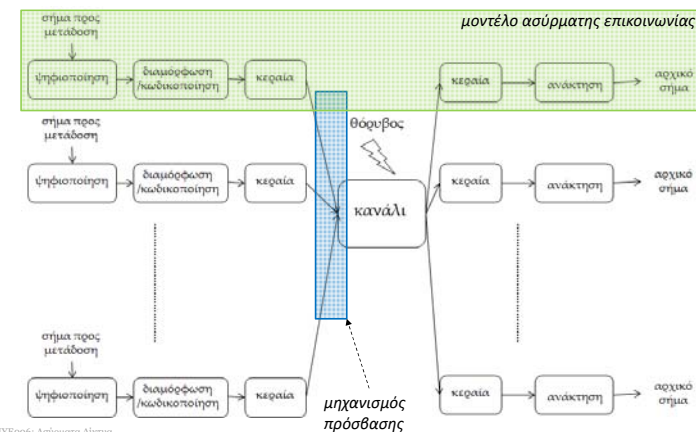 μοντέλο ασύρματης επικοινωνίας
σήμα προς
μετάδοση
ψηφιοποίηση
διαμόρφωση
/κωδικοποίηση
κεραία
κεραία
ανάκτηση
αρχικό
σήμα
θόρυβος
σήμα προς
μετάδοση
ψηφιοποίηση
διαμόρφωση
/κωδικοποίηση
κεραία
κανάλι
κεραία
ανάκτηση
αρχικό
σήμα
σήμα προς
μετάδοση
ψηφιοποίηση
διαμόρφωση
/κωδικοποίηση
κεραία
μηχανισμός
πρόσβασης
κεραία
ανάκτηση
αρχικό
σήμα